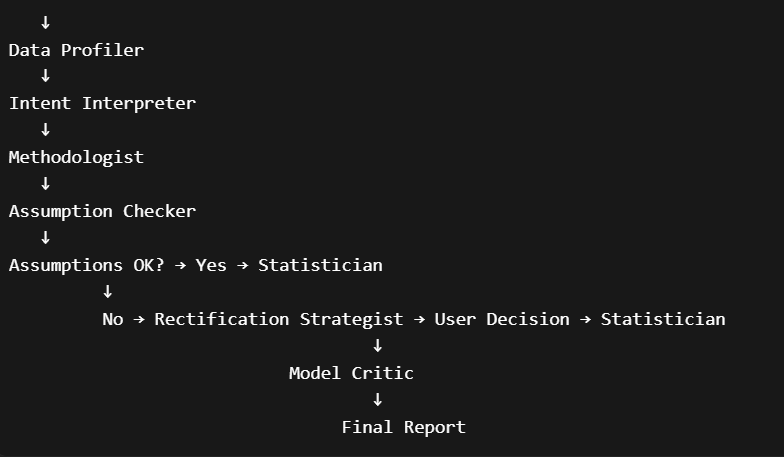 ↓
Data Profiler
↓
Intent Interpreter
↓
Methodologist
↓
Assumption Checker
↓
Assumptions OK? → Yes → Statistician
↓
No → Rectification Strategist → User Decision → Statistician
↓
Model Critic
↓
Final Report